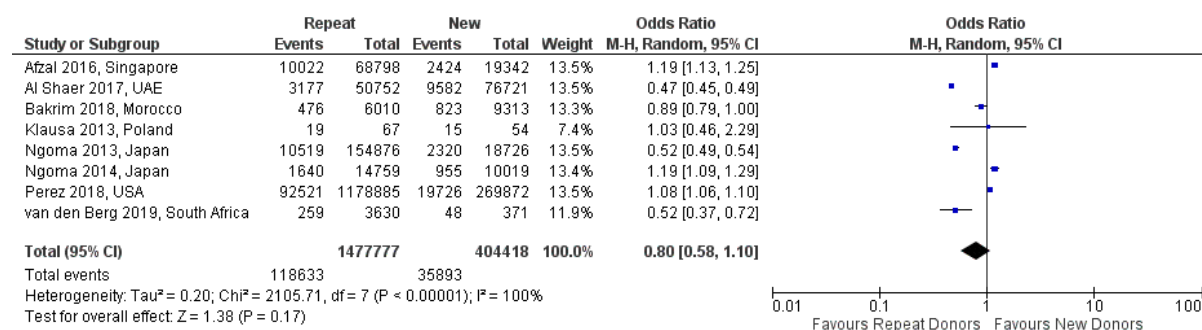 Repeat New Odds Ratio Odds Ratio
Study or Subgroup Events Total Events Total Weight M-H, Random, 95% CI M-H, Random, 95% CI
Afzal 2016, Singapore 10022 68798 2424 19342 13.5% 1.19 [1.13, 1.25]
Al Shaer 2017, UAE 3177 50752 9582 76721 13.5% 0.47 [0.45, 0.49]
Bakrim 2018, Morocco 476 6010 823 9313 13.3% 0.89 [0.79, 1.00]
Klausa 2013, Poland 19 67 15 54 7.4% 1.03 [0.46, 2.29]
Ngoma 2013, Japan 10519 154876 2320 18726 13.5% 0.52 [0.49, 0.54]
Ngoma 2014, Japan 1640 14759 955 10019 13.4% 1.19 [1.09, 1.29]
Perez 2018, USA 92521 1178885 19726 269872 13.5% 1.08 [1.06, 1.10]
van den Berg 2019, South Africa 259 3630 48 371 11.9% 0.52 [0.37, 0.72]
Total (95% CI) 1477777 404418 100.0% 0.80 [0.58, 1.10]
Total events 118633 35893
Heterogeneity: Tau² = 0.20; Chi² = 2105.71, df = 7 (P < 0.00001); I² = 100%
Test for overall effect: Z = 1.38 (P = 0.17)
0.01 0.1 1 10 100
Favours Repeat Donors Favours New Donors